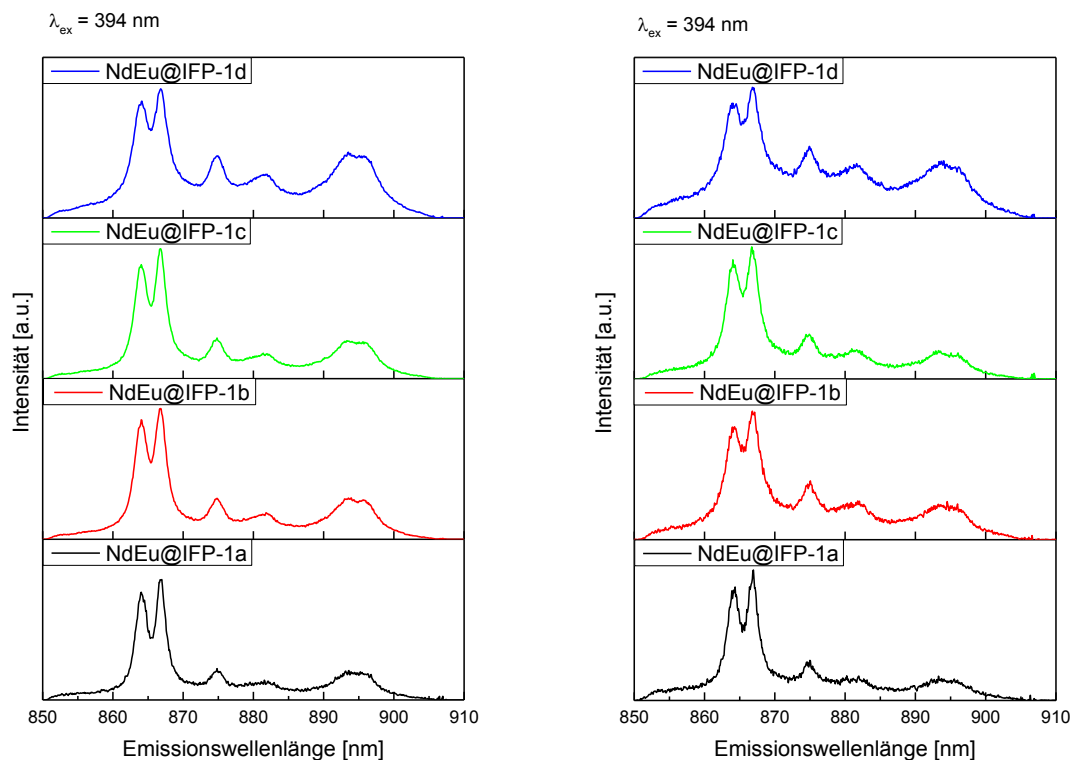 λex = 394 nm
NdEu@IFP-1d
NdEu@IFP-1c
NdEu@IFP-1b
NdEu@IFP-1a
Intensität [a.u.]
850 860 870 880 890 900 910
Emissionswellenlänge [nm]
λex = 394 nm
NdEu@IFP-1d
NdEu@IFP-1c
NdEu@IFP-1b
NdEu@IFP-1a
Intensität [a.u.]
850 860 870 880 890 900 910
Emissionswellenlänge [nm]